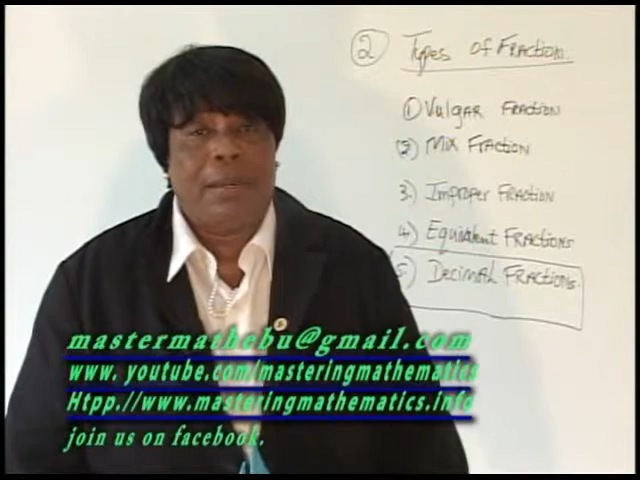 2 Types of Fraction
1) Vulgar Fraction
2) Mix Fraction
3) Improper Fraction
4) Equivalent Fractions
5) Decimal Fractions
mastermathebu@gmail.com
www. youtube.com/masteringmathematics
Htpp.//www.masteringmathematics.info
join us on facebook.